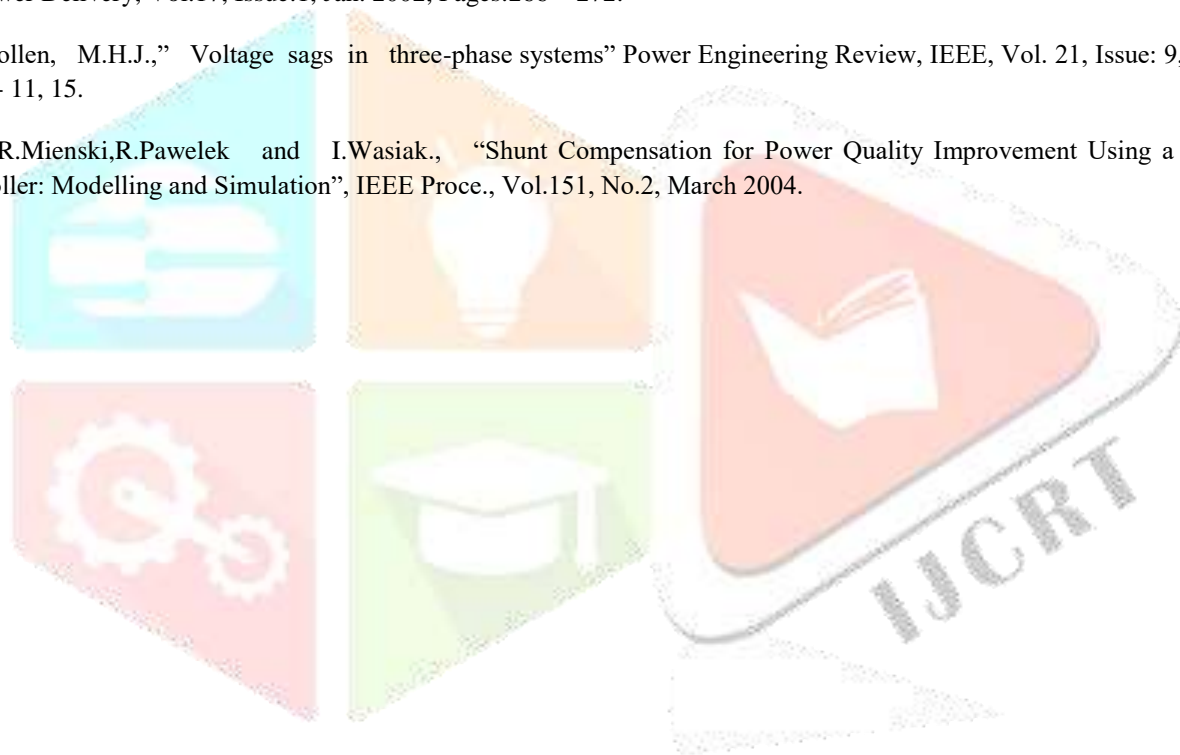 Vol.17, Issue:1, Jan. 2002, Pages:266 – 272.
ollen, M.H.J.,” Voltage sags in three-phase systems” Power Engineering Review, IEEE, Vol. 21, Issue: 9,
- 11, 15.
R.Mienski,R.Pawelek and I.Wasiak., “Shunt Compensation for Power Quality Improvement Using a
ller: Modelling and Simulation”, IEEE Proce., Vol.151, No.2, March 2004.
IJCRT